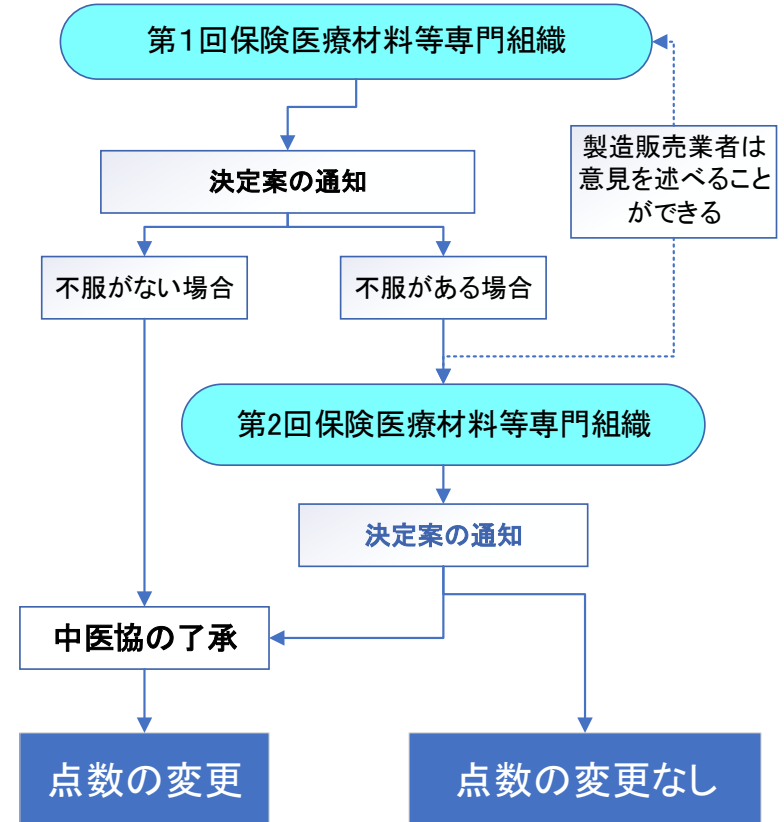 第1回保険医療材料等専門組織
製造販売業者は
意見を述べること
ができる
決定案の通知
不服がない場合
不服がある場合
第2回保険医療材料等専門組織
決定案の通知
中医協の了承
点数の変更
点数の変更なし